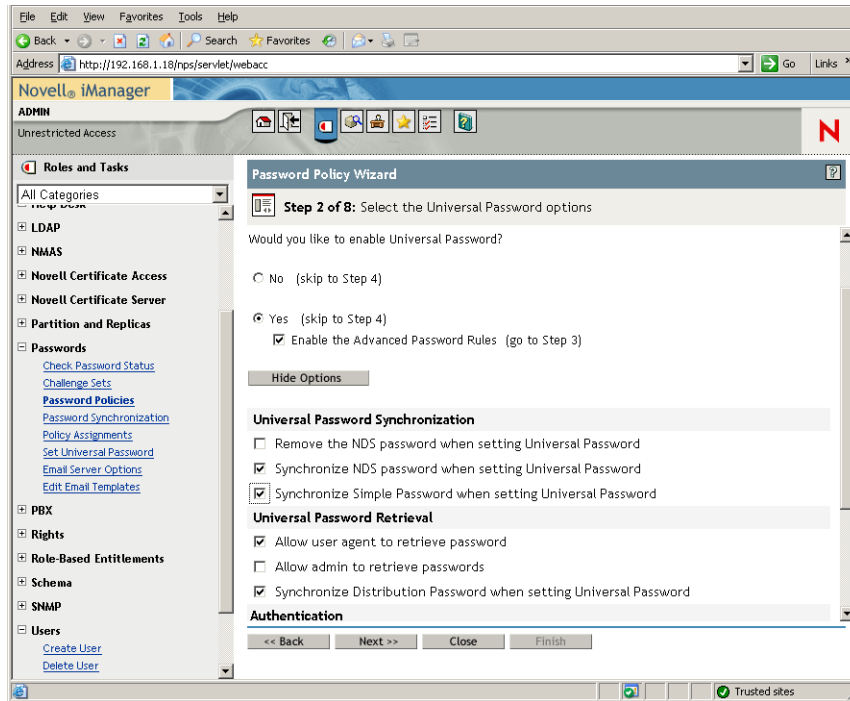 File Edit View Favorites Tools Help
Back Search Favorites
Address http://192.168.1.18/nps/servlet/webacc Go Links »
Novell® iManager
ADMIN
Unrestricted Access
N
Roles and Tasks
All Categories
Help Desk
LDAP
NMAS
Novell Certificate Access
Novell Certificate Server
Partition and Replicas
Passwords
Check Password Status
Challenge Sets
Password Policies
Password Synchronization
Policy Assignments
Set Universal Password
Email Server Options
Edit Email Templates
PBX
Rights
Role-Based Entitlements
Schema
SNMP
Users
Create User
Delete User
Password Policy Wizard ?
Step 2 of 8: Select the Universal Password options
Would you like to enable Universal Password?
No (skip to Step 4)
Yes (skip to Step 4)
Enable the Advanced Password Rules (go to Step 3)
Hide Options
Universal Password Synchronization
Remove the NDS password when setting Universal Password
Synchronize NDS password when setting Universal Password
Synchronize Simple Password when setting Universal Password
Universal Password Retrieval
Allow user agent to retrieve password
Allow admin to retrieve passwords
Synchronize Distribution Password when setting Universal Password
Authentication
<< Back Next >> Close Finish
Trusted sites